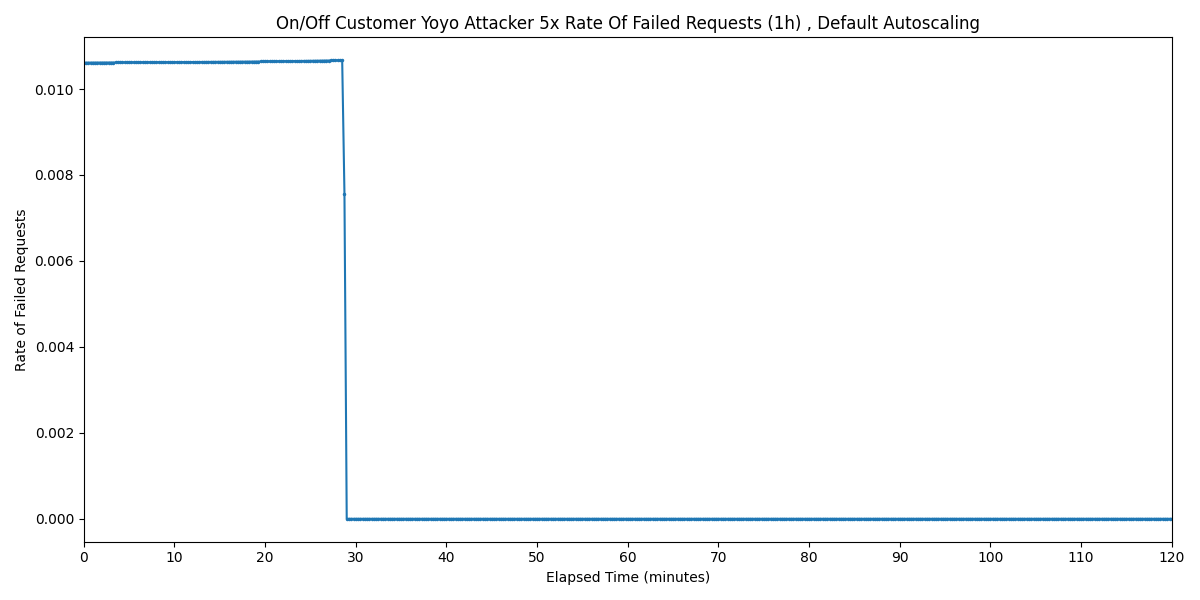 On/Off Customer Yoyo Attacker 5x Rate Of Failed Requests (1h) , Default Autoscaling
Rate of Failed Requests
0.010
0.008
0.006
0.004
0.002
0.000
0 10 20 30 40 50 60 70 80 90 100 110 120
Elapsed Time (minutes)